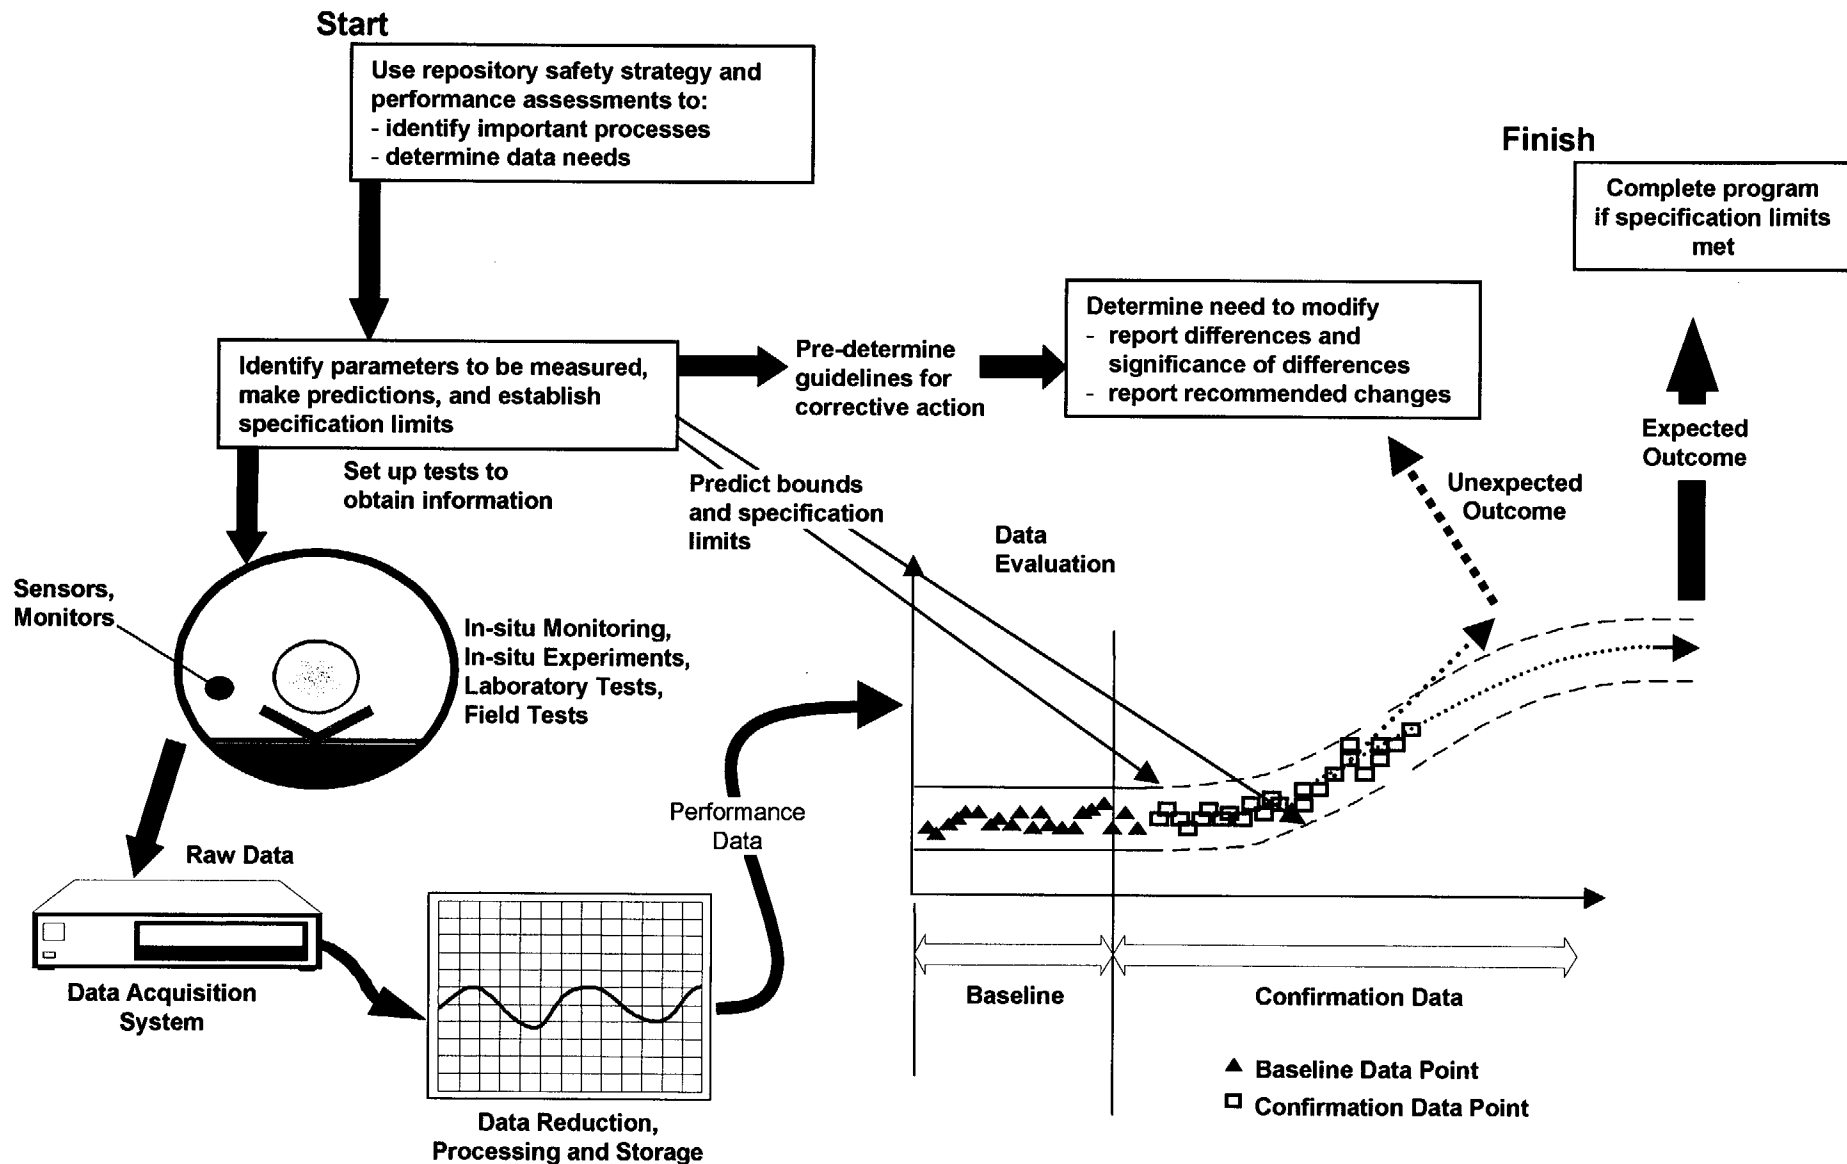 Start
Use repository safety strategy and
performance assessments to:
- identify important processes
- determine data needs
Finish
Complete program
if specification limits
met
Identify parameters to be measured,
make predictions, and establish
specification limits
Pre-determine
guidelines for
corrective action
Determine need to modify
- report differences and
significance of differences
- report recommended changes
Expected
Outcome
Unexpected
Outcome
Set up tests to
obtain information
Predict bounds
and specification
limits
Data
Evaluation
Sensors,
Monitors
In-situ Monitoring,
In-situ Experiments,
Laboratory Tests,
Field Tests
Performance
Data
Raw Data
Data Acquisition
System
Data Reduction,
Processing and Storage
Baseline
Confirmation Data
Baseline Data Point
Confirmation Data Point